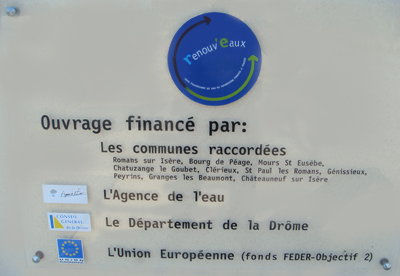 renouv'Eaux
Ouvrage financé par:
Les communes raccordées
Romans sur Isère, Bourg de Péage, Mours St Eusèbe,
Chatuzange le Goubet, Clérieux, St Paul les Romans, Génissieux,
Peyrins, Granges les Beaumont, Châteauneuf sur Isère
L'Agence de l'eau
CONSEIL
GENERAL
Le Département de la Drôme
L'Union Européenne (fonds FEDER-Objectif 2)